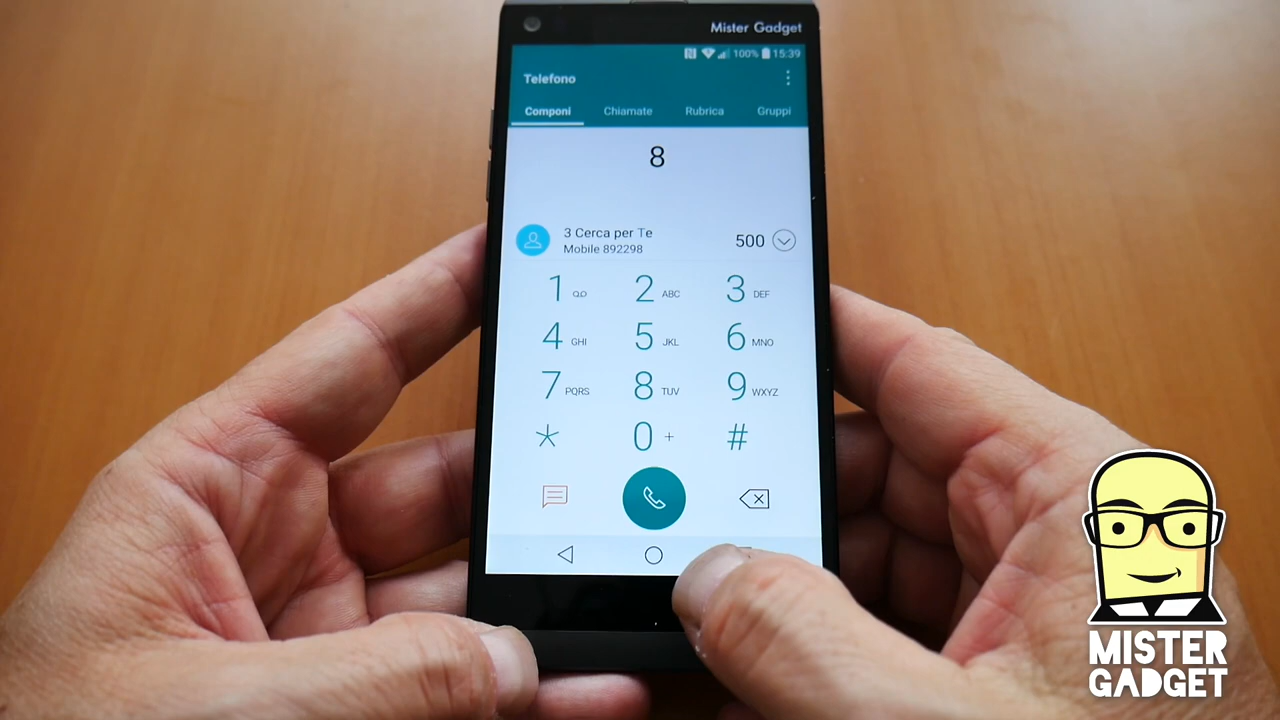 Mister Gadget
100% 15:39
Telefono
Componi Chiamate Rubrica Gruppi
8
3 Cerca per Te
Mobile 892298
500
1 2 ABC 3 DEF
4 GHI 5 JKL 6 MNO
7 PQRS 8 TUV 9 WXYZ
* 0 + #
MISTER
GADGET